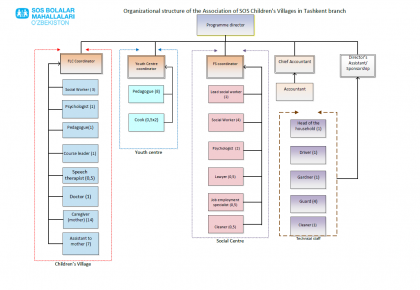 SOS BOLALAR
MAHALLALARI
O'ZBEKISTON
Organizational structure of the Association of SOS Children's Villages in Tashkent branch
Programme director
FLC Coordinator
Youth Centre
coordinator
FS coordinator
Chief Accountant
Director's
Assistant/
Sponsorship
Accountant
Social Worker (4)
Psychologist (1)
Pedagogue(1)
Course leader (1)
Speech
therapist (0,5)
Doctor (1)
Caregiver
(mother) (14)
Assistant to
mother (7)
Children's Village
Pedagogue (6)
Cook (0,5x2)
Youth centre
Lead social worker
(1)
Social Worker (4)
Psychologist (1)
Lawyer (0,5)
Job employment
specialist (0,5)
Cleaner (0,5)
Social Centre
Head of the
household (1)
Driver (1)
Gardner (1)
Guard (4)
Cleaner (1)
Technical staff